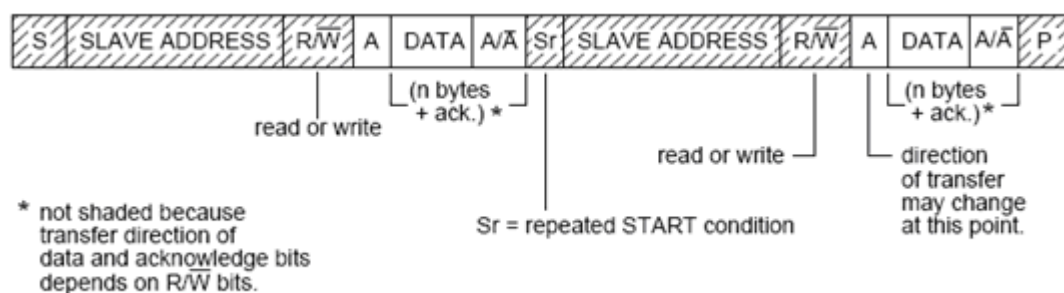 S SLAVE ADDRESS R/W̅ A DATA A/A̅ Sr SLAVE ADDRESS R/W̅ A DATA A/A̅ P
(n bytes
+ ack.) *
(n bytes
+ ack.) *
read or write
read or write
direction
of transfer
may change
at this point.
* not shaded because
transfer direction of
data and acknowledge bits
depends on R/W̅ bits.
Sr = repeated START condition